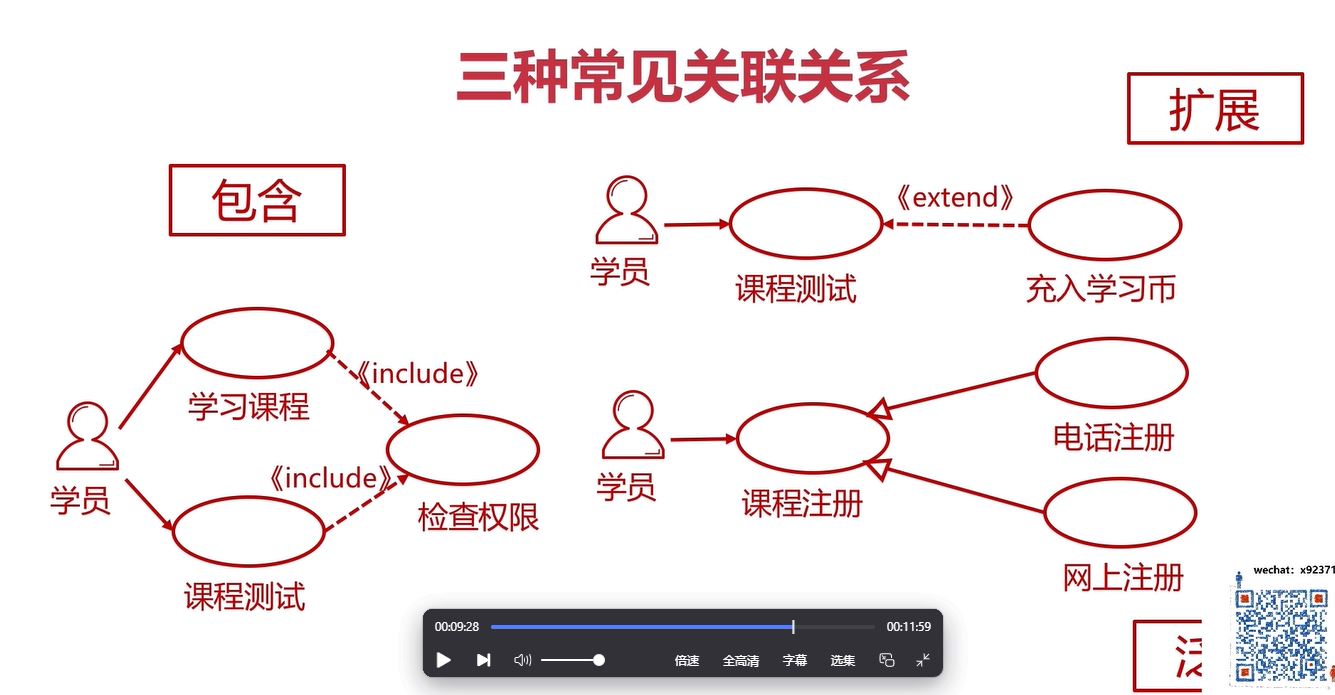 三种常见关联关系
扩展
包含
《extend》
学员
课程测试
充入学习币
《include》
学习课程
电话注册
《include》
学员
检查权限
学员
课程注册
课程测试
网上注册
wechat: x92371
00:09:28
00:11:59
倍速
全高清
字幕
选集